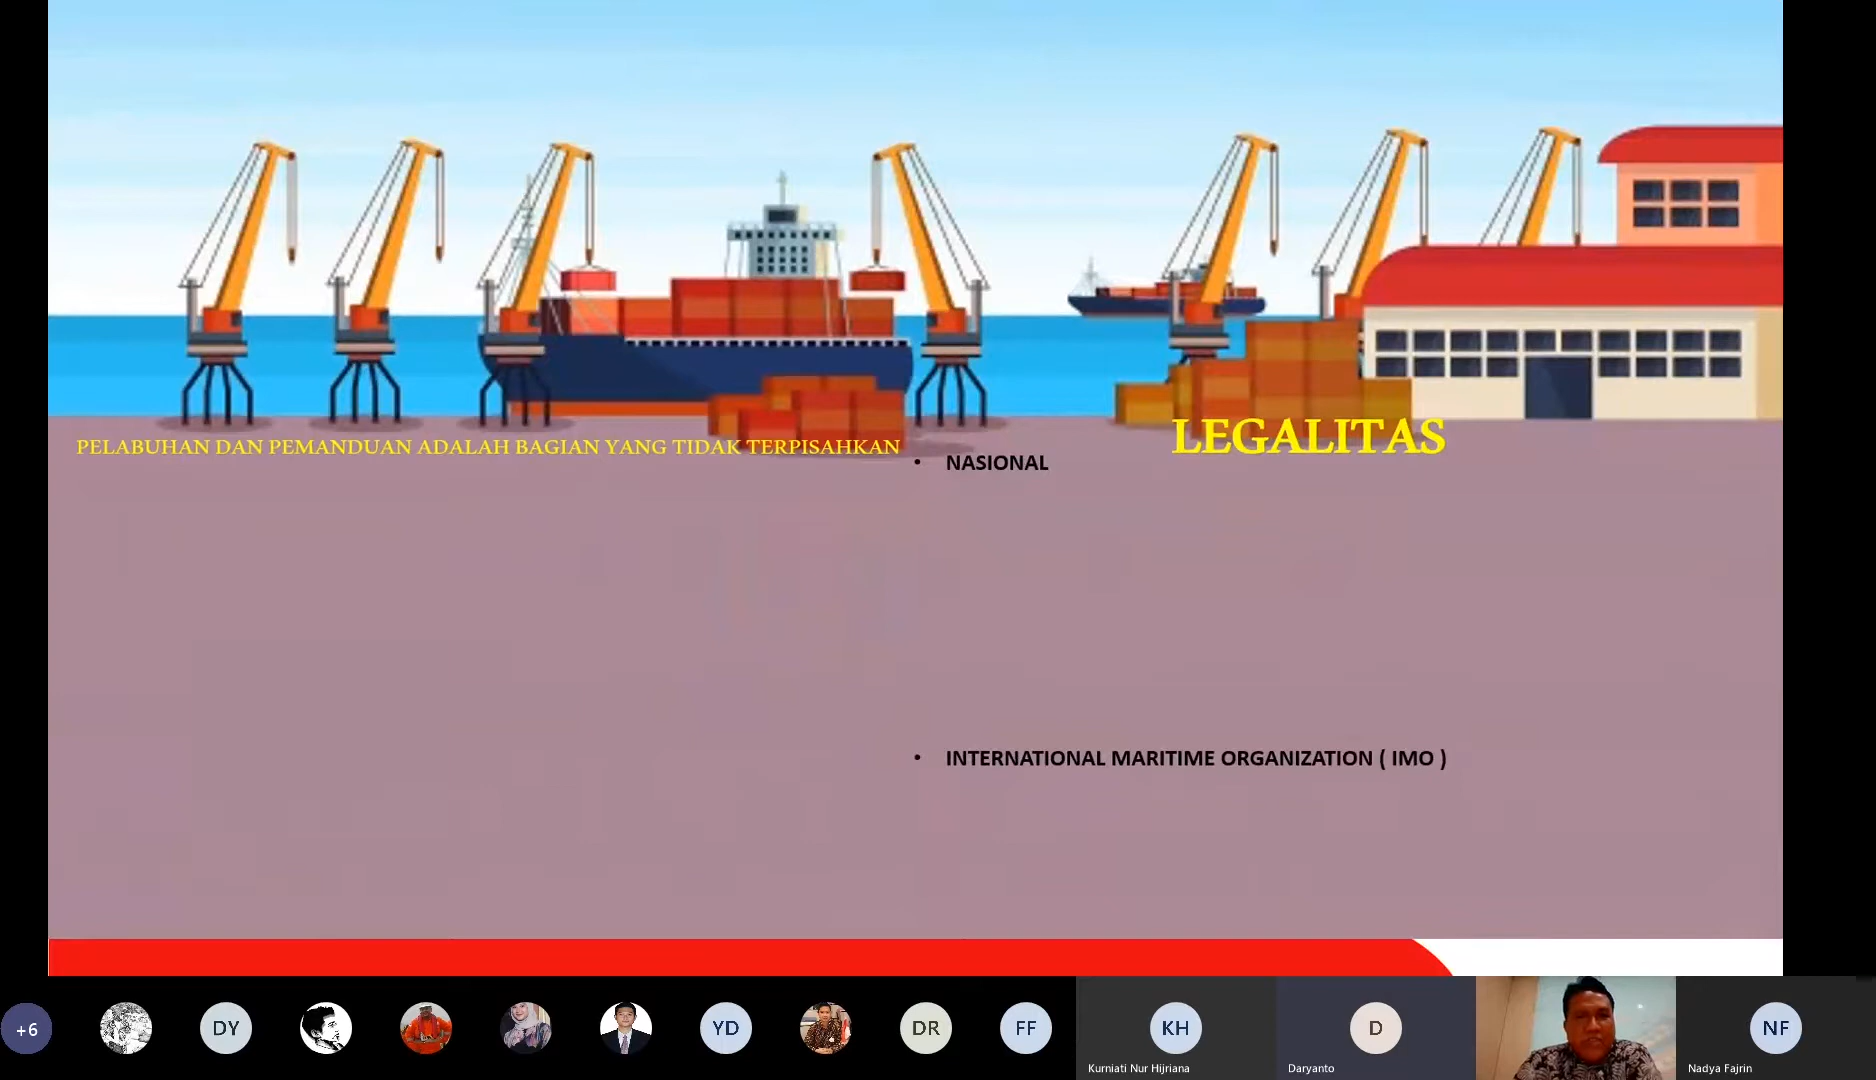 PELABUHAN DAN PEMANDUAN ADALAH BAGIAN YANG TIDAK TERPISAHKAN
LEGALITAS
• NASIONAL
• INTERNATIONAL MARITIME ORGANIZATION ( IMO )
+6
DY
YD
DR
FF
KH
Kurniati Nur Hijriana
D
Daryanto
NF
Nadya Fajrin